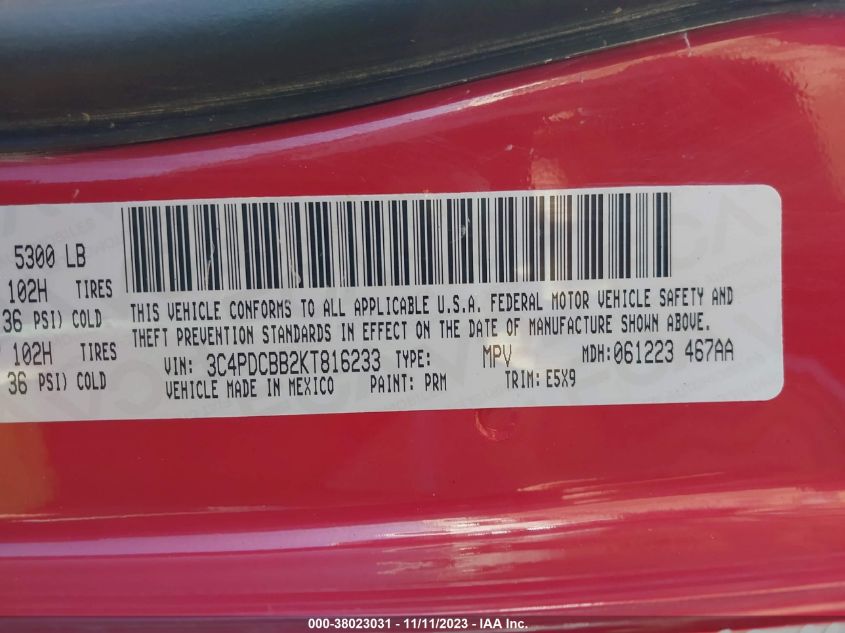 5300 LB
102H TIRES
36 PSI) COLD
102H TIRES
36 PSI) COLD
THIS VEHICLE CONFORMS TO ALL APPLICABLE U.S.A. FEDERAL MOTOR VEHICLE SAFETY AND
THEFT PREVENTION STANDARDS IN EFFECT ON THE DATE OF MANUFACTURE SHOWN ABOVE.
VIN: 3C4PDCBB2KT816233 TYPE: MPV MDH:061223 467AA
VEHICLE MADE IN MEXICO PAINT: PRM TRIM: E5X9
000-38023031 - 11/11/2023 - IAA Inc.